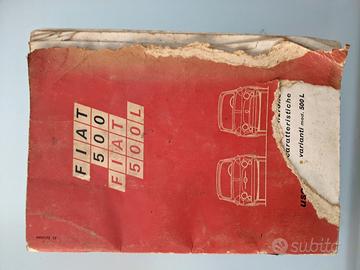 FIAT
500
FIAT
500L
caratteristiche
varianti mod. 500 L
subito